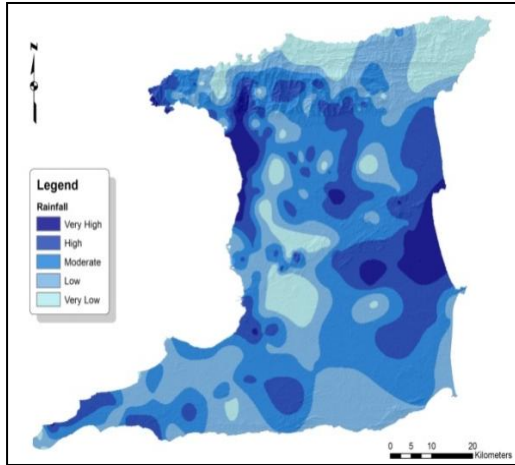 N
Legend
Rainfall
Very High
High
Moderate
Low
Very Low
0 5 10 20
Kilometers